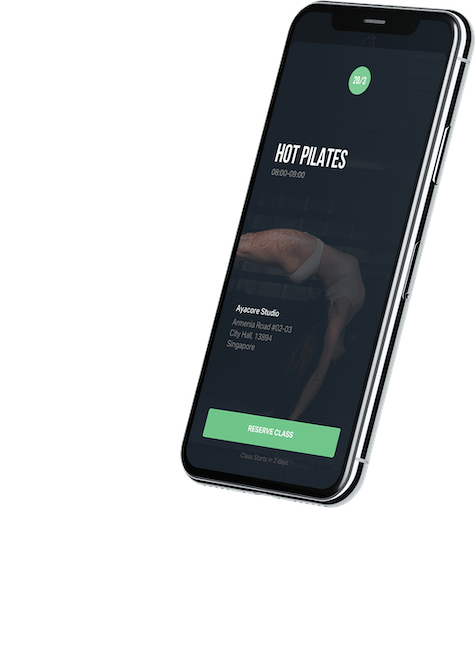 20/3
HOT PILATES
08:00-09:00
Ayacore Studio
Armenia Road #02-03
City Hall, 13894
Singapore
RESERVE CLASS
Class Starts in 2 days